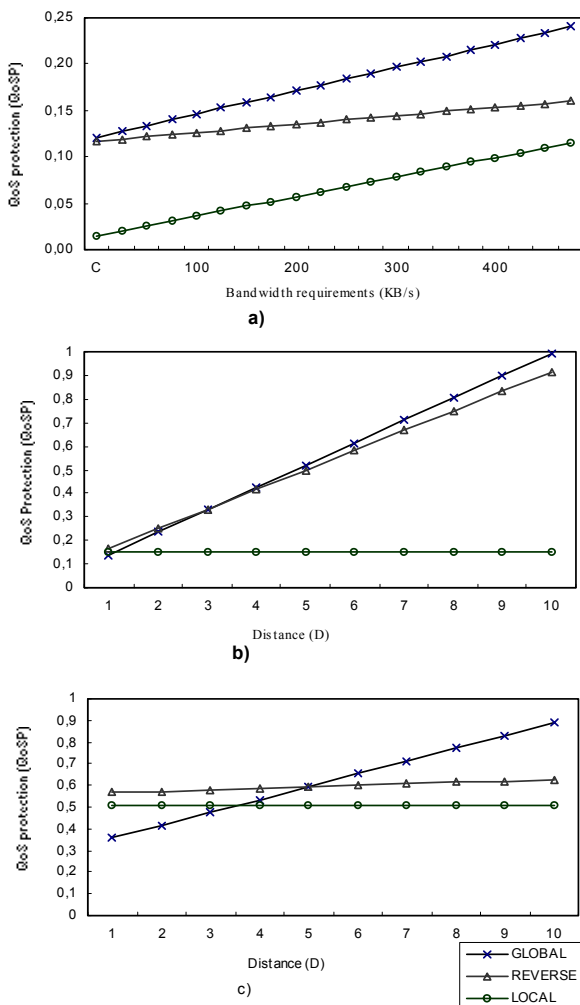 0,25
0,20
0,15
0,10
0,05
0,00
QoS protection (QoSP)
C 100 200 300 400
Bandwidth requirements (KB/s)
a)
1
0,9
0,8
0,7
0,6
0,5
0,4
0,3
0,2
0,1
0
QoS Protection (QoSP)
1 2 3 4 5 6 7 8 9 10
Distance (D)
b)
1
0,9
0,8
0,7
0,6
0,5
0,4
0,3
0,2
0,1
0
QoS protection (QoSP)
1 2 3 4 5 6 7 8 9 10
Distance (D)
c)
GLOBAL
REVERSE
LOCAL